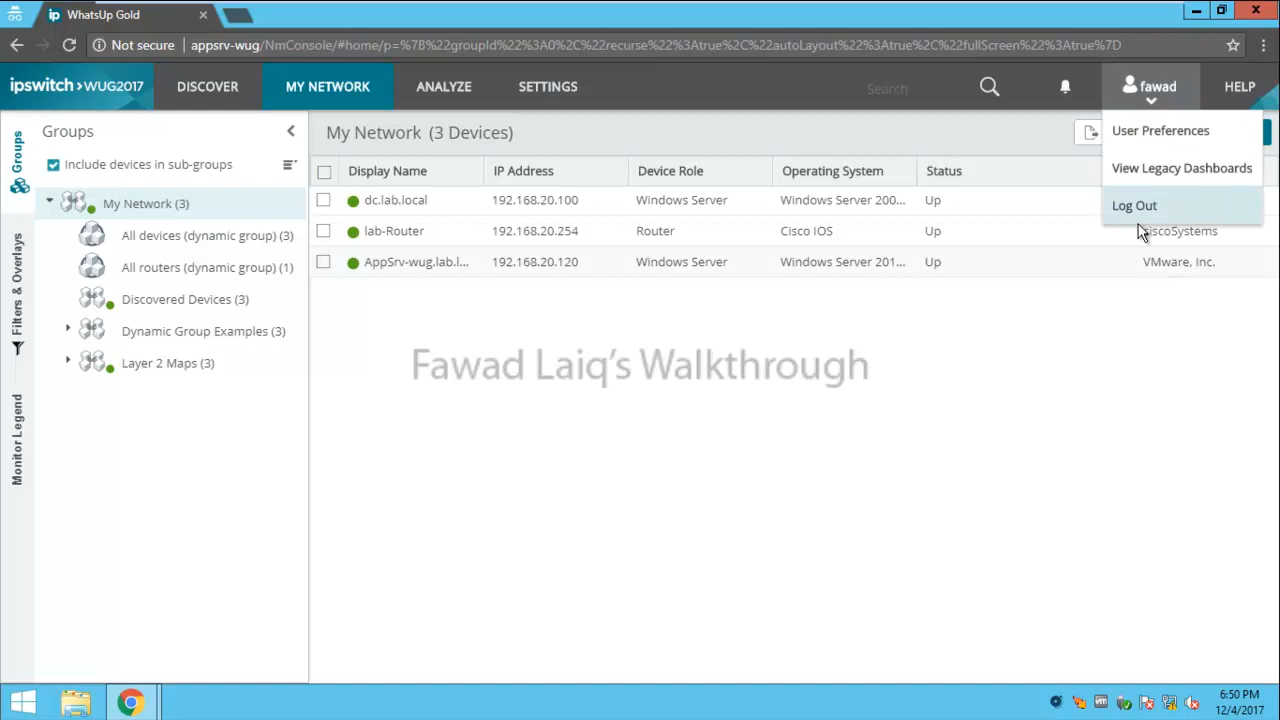 WhatsUp Gold
Not secure appsrv-wug/NmConsole/#home/p=%7B%22groupId%22%3A0%2C%22recurse%22%3Atrue%2C%22autoLayout%22%3Atrue%2C%22fullScreen%22%3Atrue%7D
ipswitch WUG2017
DISCOVER
MY NETWORK
ANALYZE
SETTINGS
Search
fawad
HELP
User Preferences
View Legacy Dashboards
Log Out
Groups
Filters & Overlays
Monitor Legend
Groups
Include devices in sub-groups
My Network (3)
All devices (dynamic group) (3)
All routers (dynamic group) (1)
Discovered Devices (3)
Dynamic Group Examples (3)
Layer 2 Maps (3)
My Network (3 Devices)
Display Name IP Address Device Role Operating System Status
dc.lab.local 192.168.20.100 Windows Server Windows Server 200... Up
lab-Router 192.168.20.254 Router Cisco IOS Up ciscoSystems
AppSrv-wug.lab.l... 192.168.20.120 Windows Server Windows Server 201... Up VMware, Inc.
Fawad Laiq's Walkthrough
6:50 PM
12/4/2017